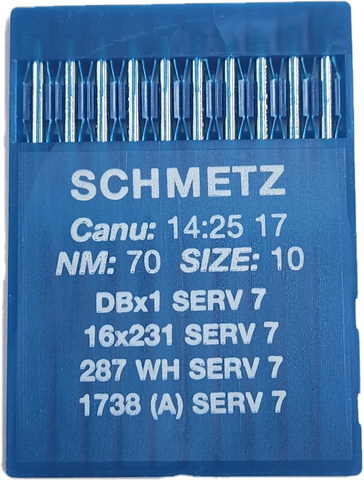 SCHMETZ
Canu: 14:25 17
NM: 70 SIZE: 10
DBx1 SERV 7
16x231 SERV 7
287 WH SERV 7
1738 (A) SERV 7